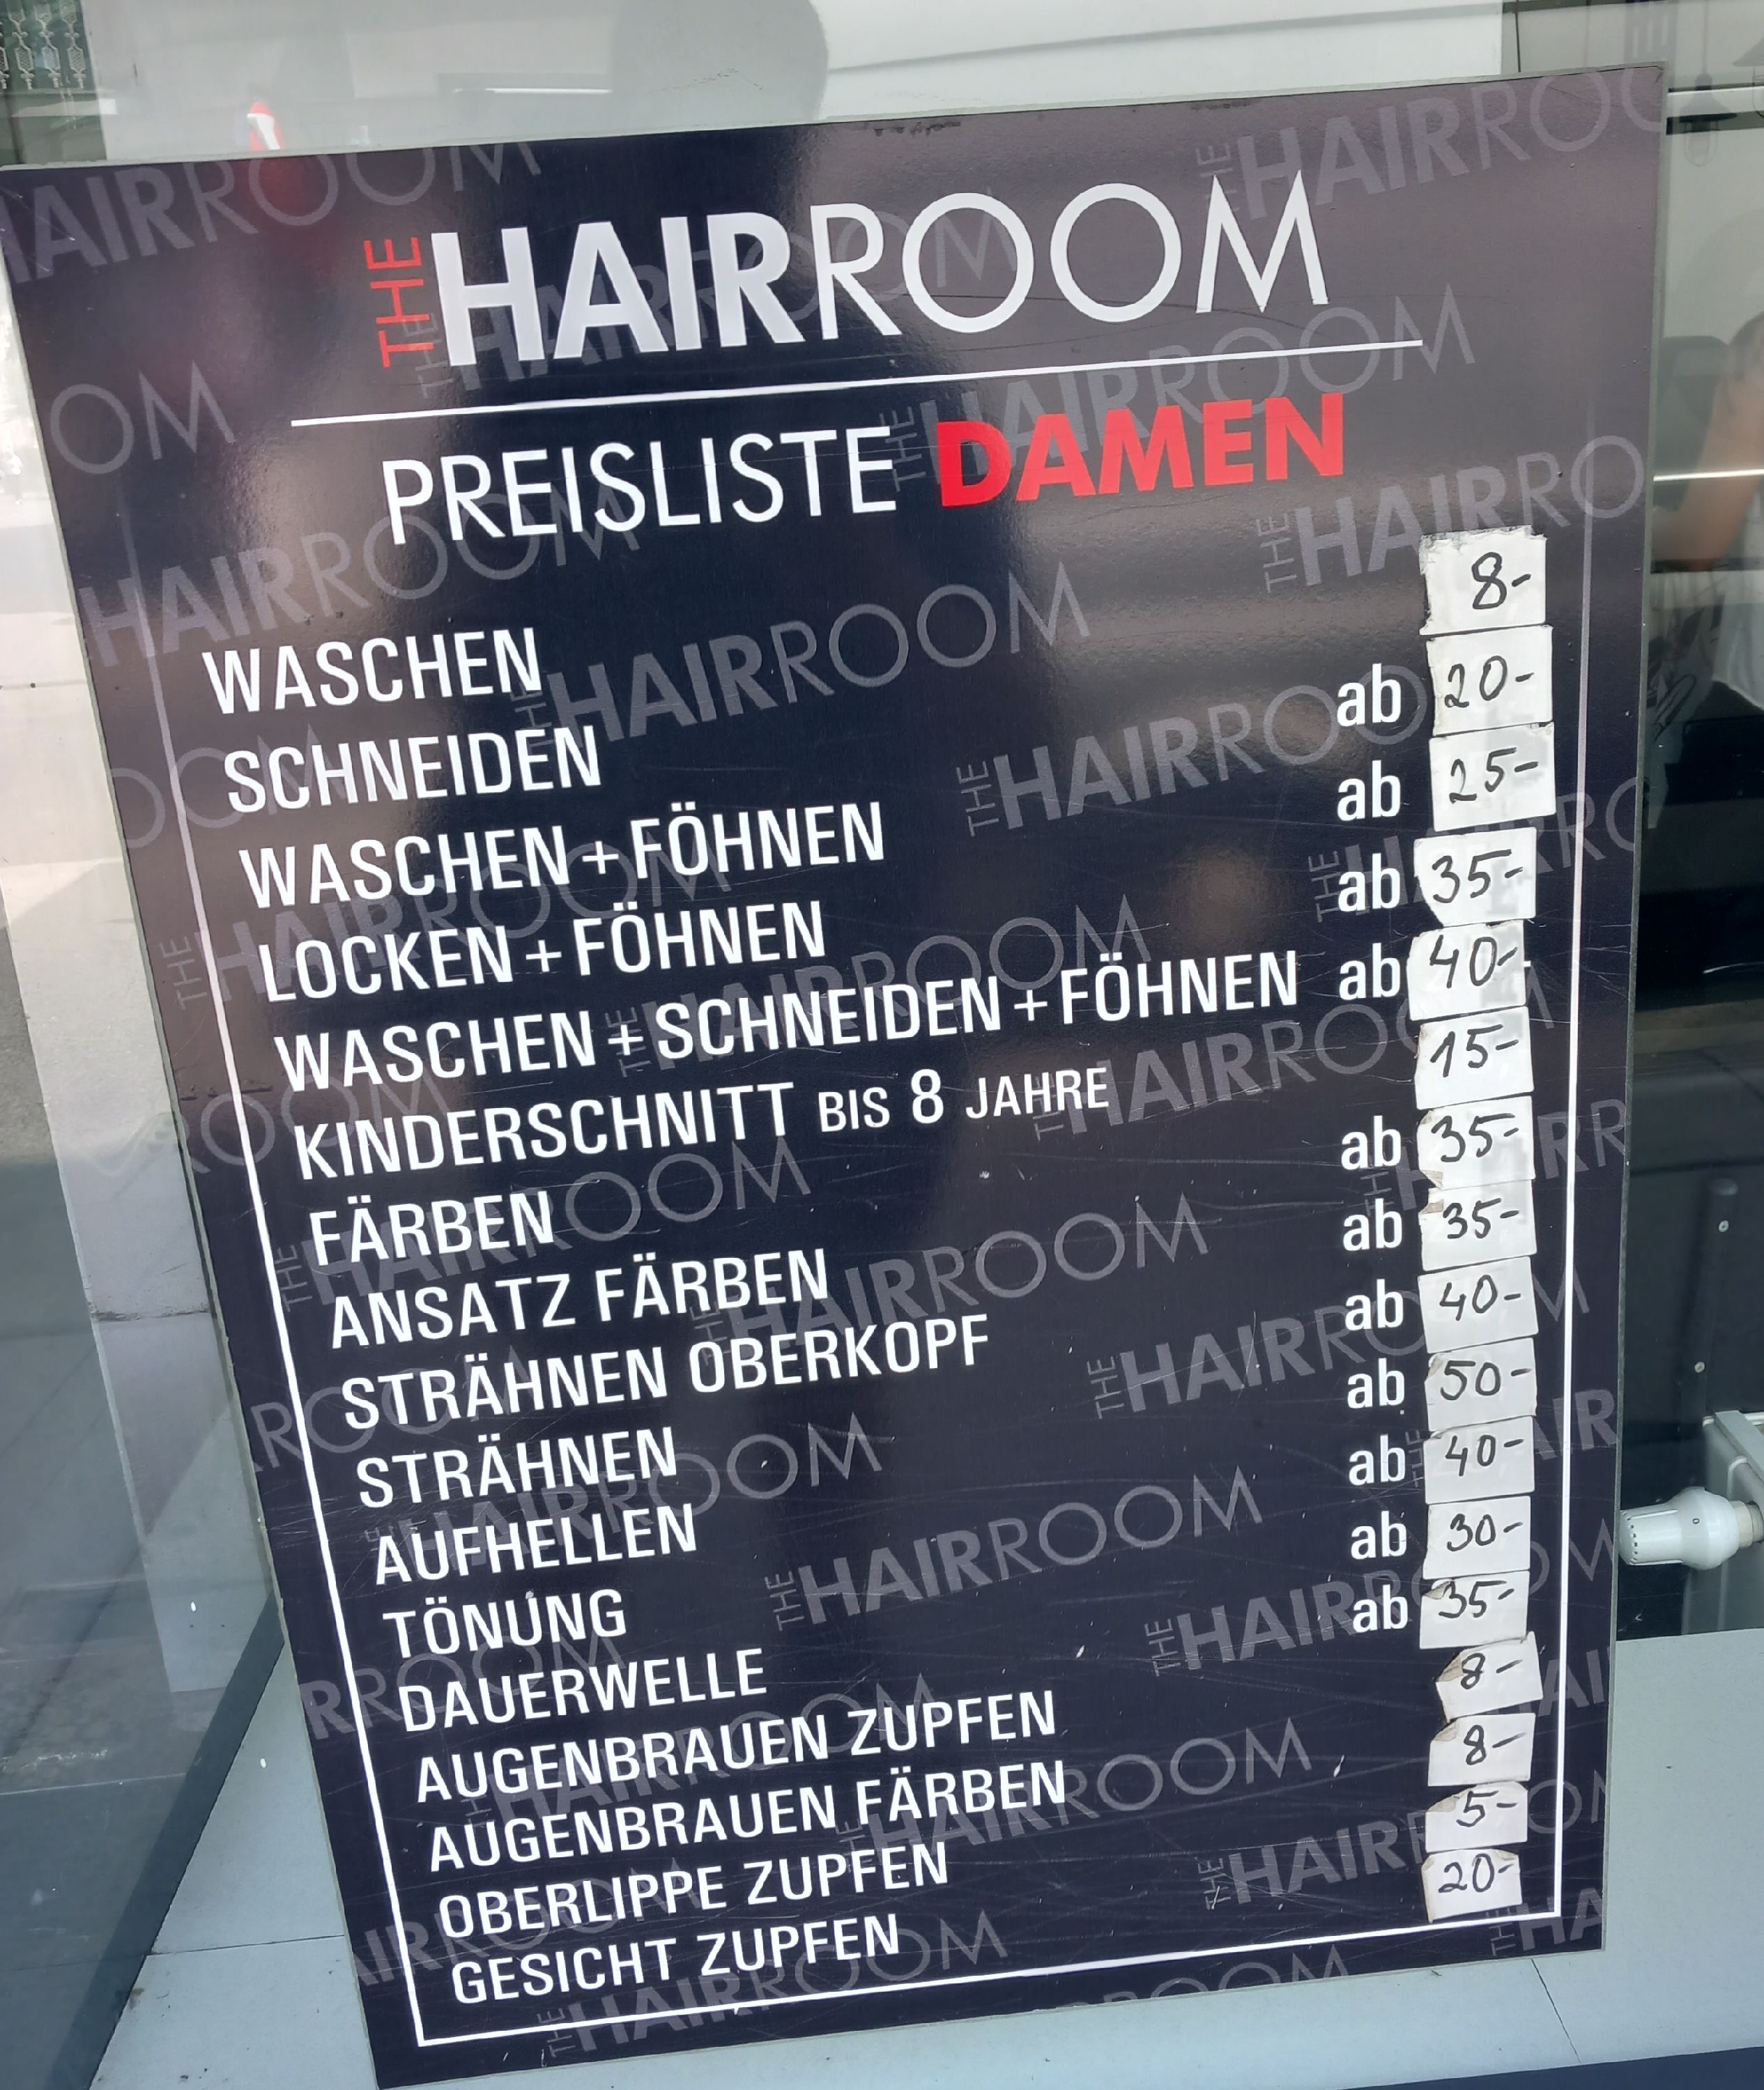 THE HAIRROOM
PREISLISTE DAMEN
WASCHEN 8-
SCHNEIDEN ab 20-
WASCHEN + FÖHNEN ab 25-
LOCKEN + FÖHNEN ab 35-
WASCHEN + SCHNEIDEN + FÖHNEN ab 40-
KINDERSCHNITT BIS 8 JAHRE 15-
FÄRBEN ab 35-
ANSATZ FÄRBEN ab 35-
STRÄHNEN OBERKOPF ab 40-
STRÄHNEN ab 50-
AUFHELLEN ab 40-
TÖNUNG ab 30-
DAUERWELLE ab 35-
AUGENBRAUEN ZUPFEN 8-
AUGENBRAUEN FÄRBEN 8-
OBERLIPPE ZUPFEN 5-
GESICHT ZUPFEN 20-